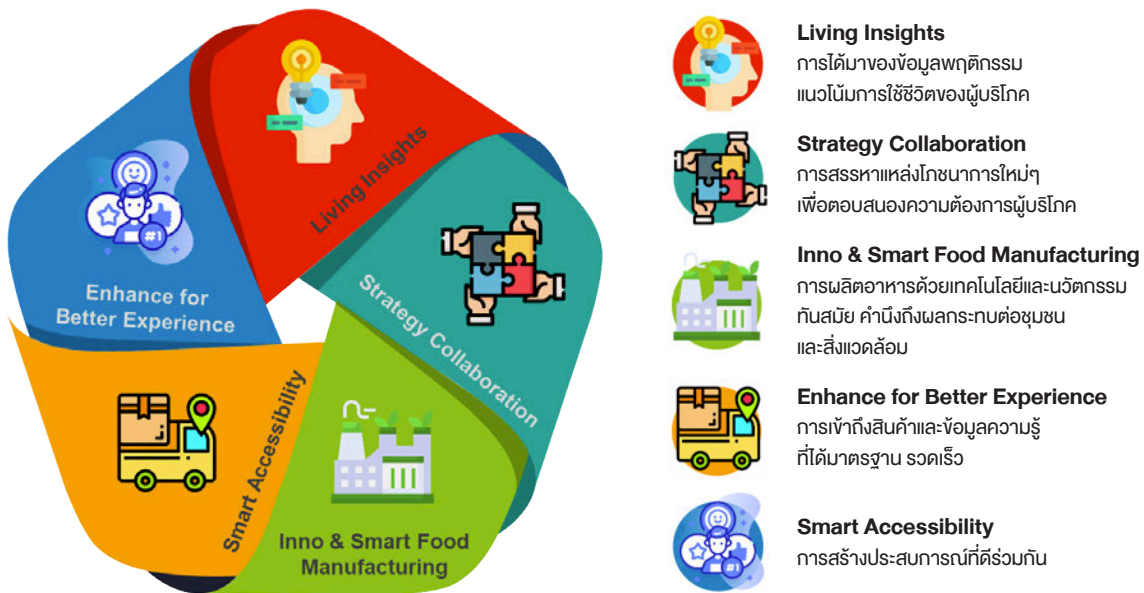 Living Insights
Strategy Collaboration
Inno & Smart Food
Manufacturing
Smart Accessibility
Enhance for
Better Experience
#1
Living Insights
การได้มาของข้อมูลพฤติกรรม
แนวโน้มการใช้ชีวิตของผู้บริโภค
Strategy Collaboration
การสรรหาแหล่งโภชนาการใหม่ๆ
เพื่อตอบสนองความต้องการผู้บริโภค
Inno & Smart Food Manufacturing
การผลิตอาหารด้วยเทคโนโลยีและนวัตกรรม
ทันสมัย คำนึงถึงผลกระทบต่อชุมชน
และสิ่งแวดล้อม
Enhance for Better Experience
การเข้าถึงสินค้าและข้อมูลความรู้
ที่ได้มาตรฐาน รวดเร็ว
Smart Accessibility
การสร้างประสบการณ์ที่ดีร่วมกัน
#1